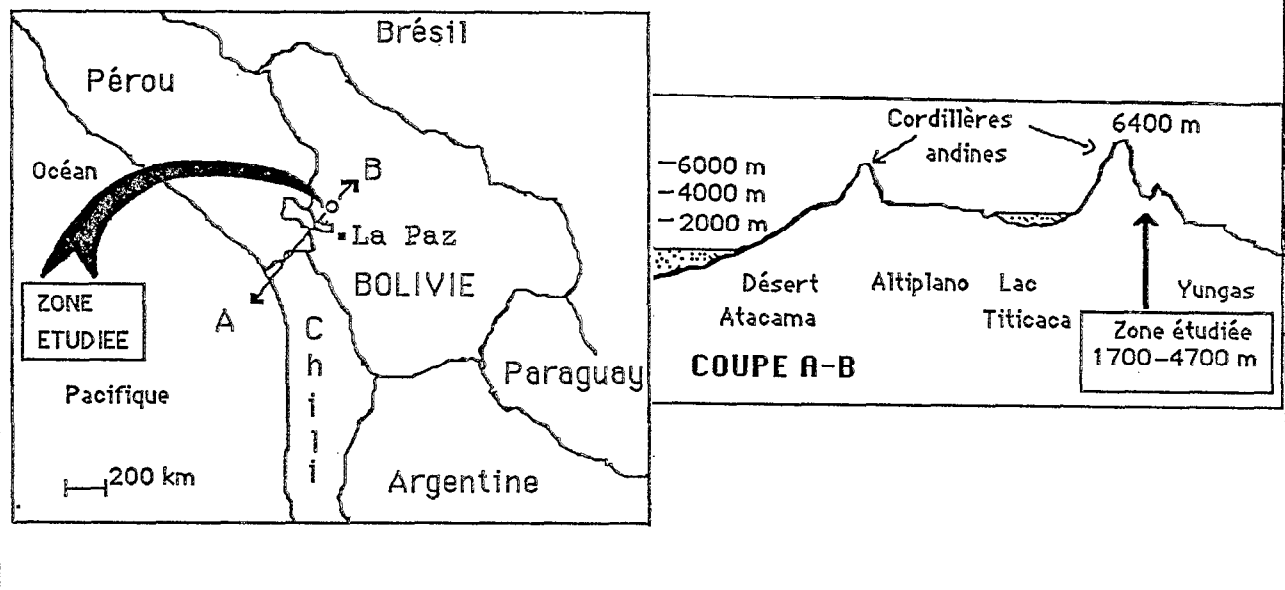 Brésil
Pérou
Océan
B
La Paz
BOLIVIE
ZONE
ETUDIEE
A
Chili
Paraguay
Pacifique
200 km
Argentine
Cordillères
andines
6400 m
-6000 m
-4000 m
-2000 m
Désert
Atacama
Altiplano
Lac
Titicaca
Yungas
Zone étudiée
1700-4700 m
COUPE A-B